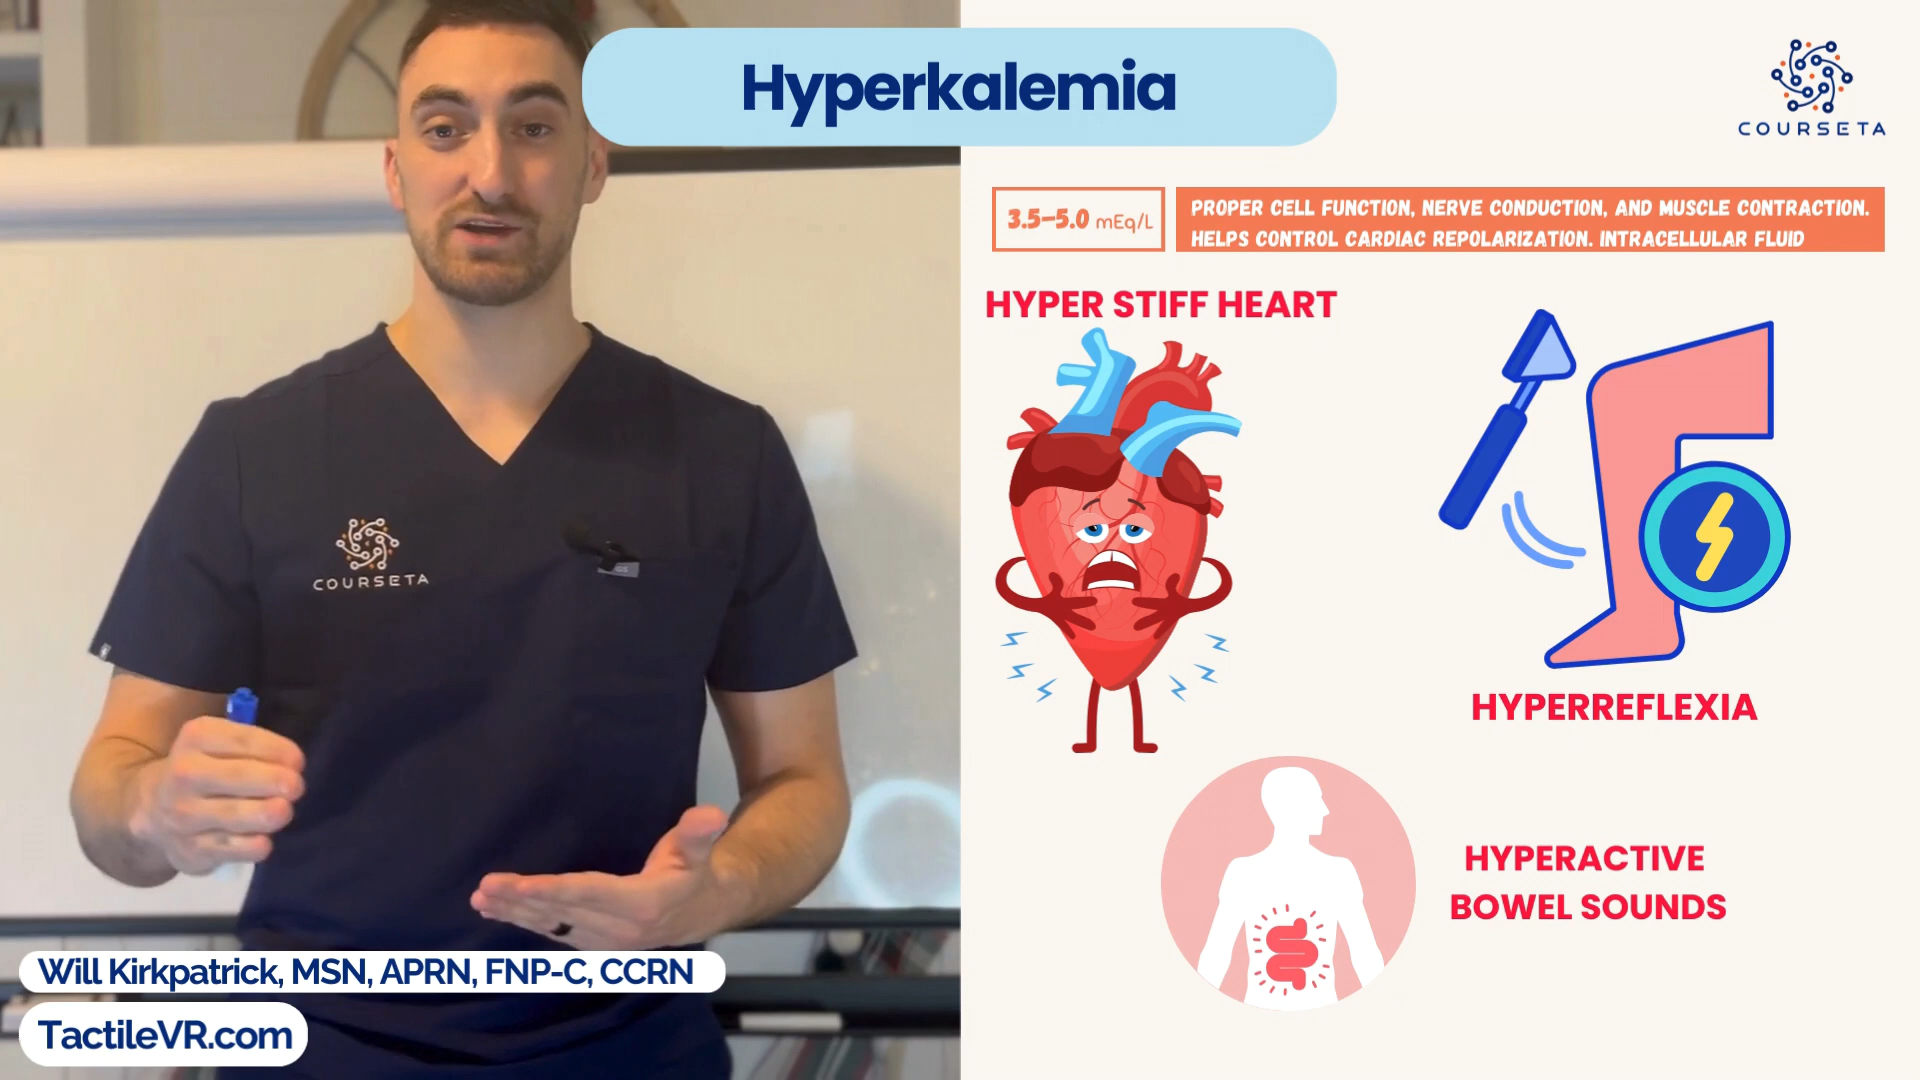 Hyperkalemia
COURSETA
3.5–5.0 mEq/L
PROPER CELL FUNCTION, NERVE CONDUCTION, AND MUSCLE CONTRACTION.
HELPS CONTROL CARDIAC REPOLARIZATION. INTRACELLULAR FLUID
HYPER STIFF HEART
HYPERREFLEXIA
HYPERACTIVE
BOWEL SOUNDS
COURSETA
Will Kirkpatrick, MSN, APRN, FNP-C, CCRN
TactileVR.com